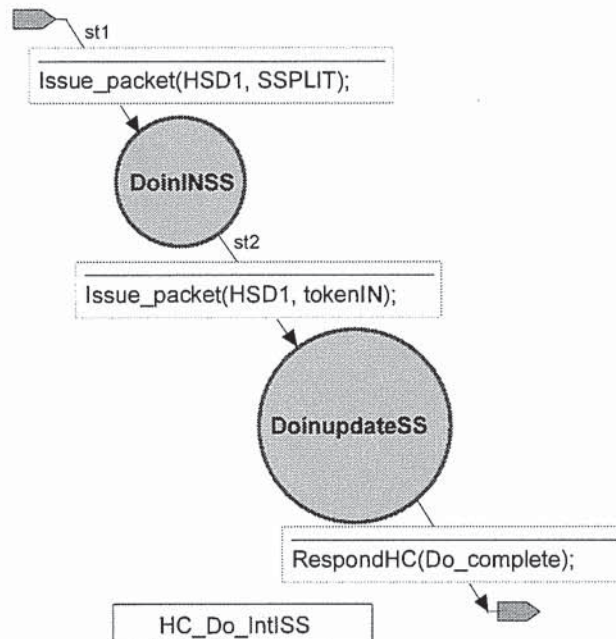 st1
Issue_packet(HSD1, SSPLIT);
DoinINSS
st2
Issue_packet(HSD1, tokenIN);
DoinupdateSS
RespondHC(Do_complete);
HC_Do_IntISS